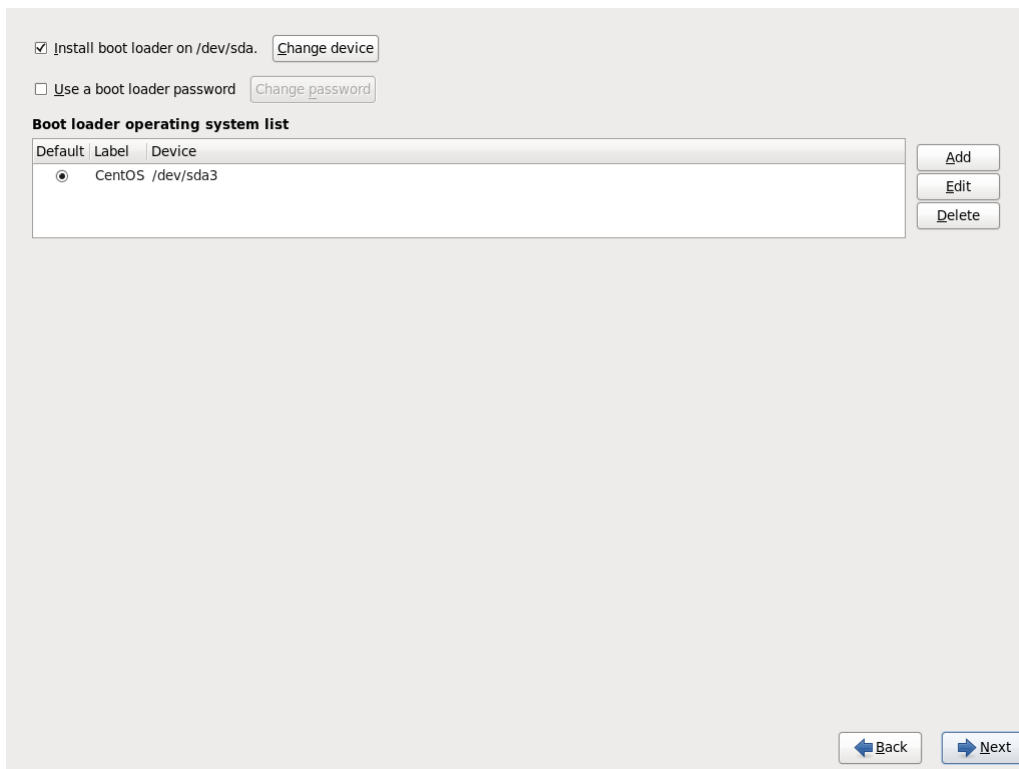 Install boot loader on /dev/sda. Change device
Use a boot loader password Change password
Boot loader operating system list
Default Label Device
CentOS /dev/sda3
Add
Edit
Delete
Back Next